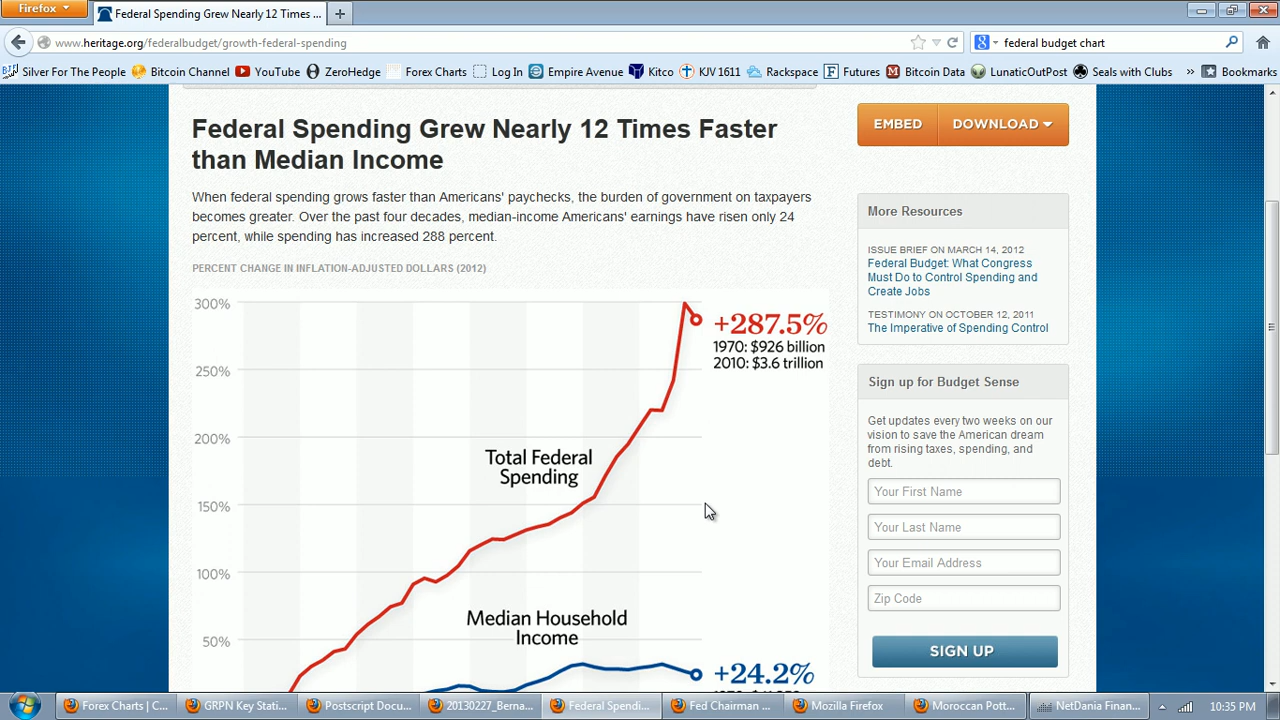 Firefox
Federal Spending Grew Nearly 12 Times ...
www.heritage.org/federalbudget/growth-federal-spending
federal budget chart
Silver For The People
Bitcoin Channel
YouTube
ZeroHedge
Forex Charts
Log In
Empire Avenue
Kitco
KJV 1611
Rackspace
Futures
Bitcoin Data
LunaticOutPost
Seals with Clubs
»
Bookmarks
Federal Spending Grew Nearly 12 Times Faster
than Median Income
When federal spending grows faster than Americans' paychecks, the burden of government on taxpayers
becomes greater. Over the past four decades, median-income Americans' earnings have risen only 24
percent, while spending has increased 288 percent.
PERCENT CHANGE IN INFLATION-ADJUSTED DOLLARS (2012)
300%
250%
200%
150%
100%
50%
+287.5%
1970: $926 billion
2010: $3.6 trillion
Total Federal
Spending
Median Household
Income
+24.2%
EMBED
DOWNLOAD
More Resources
ISSUE BRIEF ON MARCH 14, 2012
Federal Budget: What Congress
Must Do to Control Spending and
Create Jobs
TESTIMONY ON OCTOBER 12, 2011
The Imperative of Spending Control
Sign up for Budget Sense
Get updates every two weeks on our
vision to save the American dream
from rising taxes, spending, and
debt.
Your First Name
Your Last Name
Your Email Address
Zip Code
SIGN UP
Forex Charts | C...
GRPN Key Stati...
Postscript Docu...
20130227_Berna...
Federal Spendi...
Fed Chairman ...
Mozilla Firefox
Moroccan Pott...
NetDania Finan...
10:35 PM